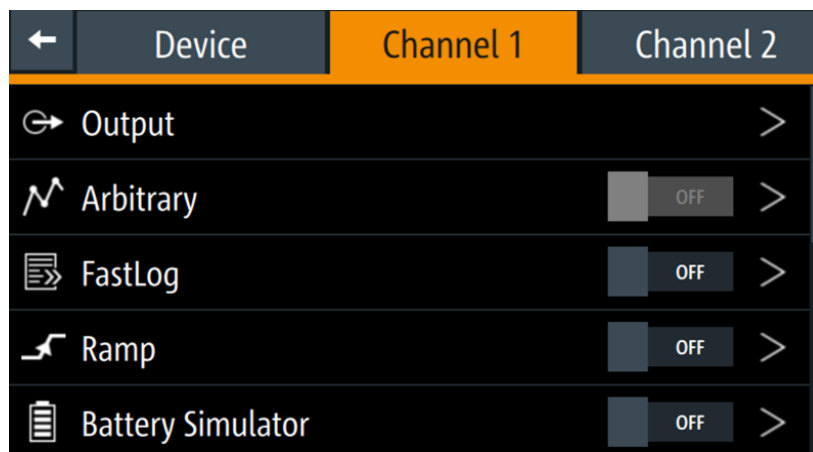 Device Channel 1 Channel 2
Output
Arbitrary OFF
FastLog OFF
Ramp OFF
Battery Simulator OFF